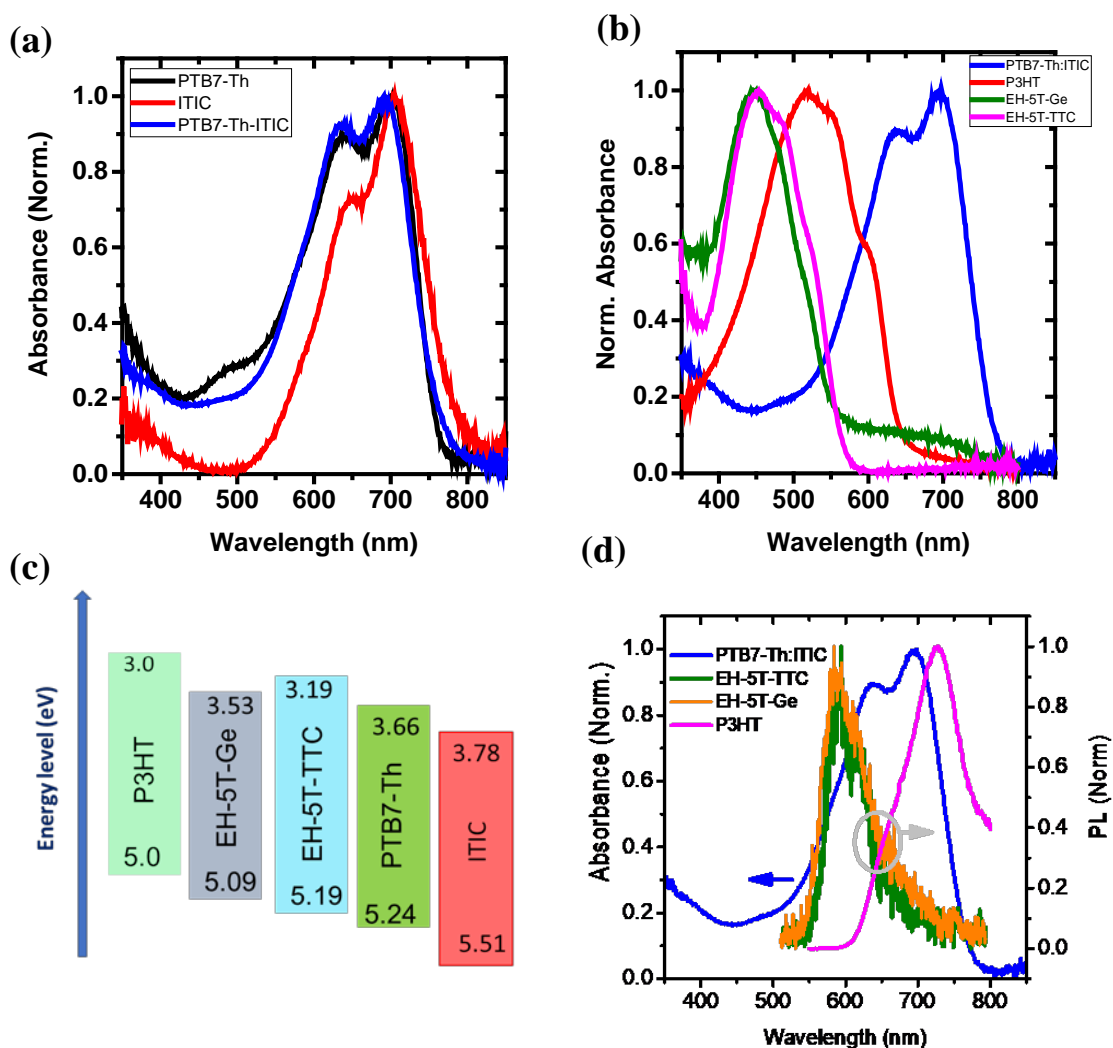 (a)
PTB7-Th
ITIC
PTB7-Th-ITIC
Absorbance (Norm.)
1.0
0.8
0.6
0.4
0.2
0.0
400 500 600 700 800
Wavelength (nm)
(b)
PTB7-Th:ITIC
P3HT
EH-5T-Ge
EH-5T-TTC
Norm. Absorbance
1.0
0.8
0.6
0.4
0.2
0.0
400 500 600 700 800
Wavelength (nm)
(c)
Energy level (eV)
3.0
P3HT
5.0
3.53
EH-5T-Ge
5.09
3.19
EH-5T-TTC
5.19
3.66
PTB7-Th
5.24
3.78
ITIC
5.51
(d)
PTB7-Th:ITIC
EH-5T-TTC
EH-5T-Ge
P3HT
Absorbance (Norm.)
1.0
0.8
0.6
0.4
0.2
0.0
PL (Norm)
1.0
0.8
0.6
0.4
0.2
0.0
400 500 600 700 800
Wavelength (nm)